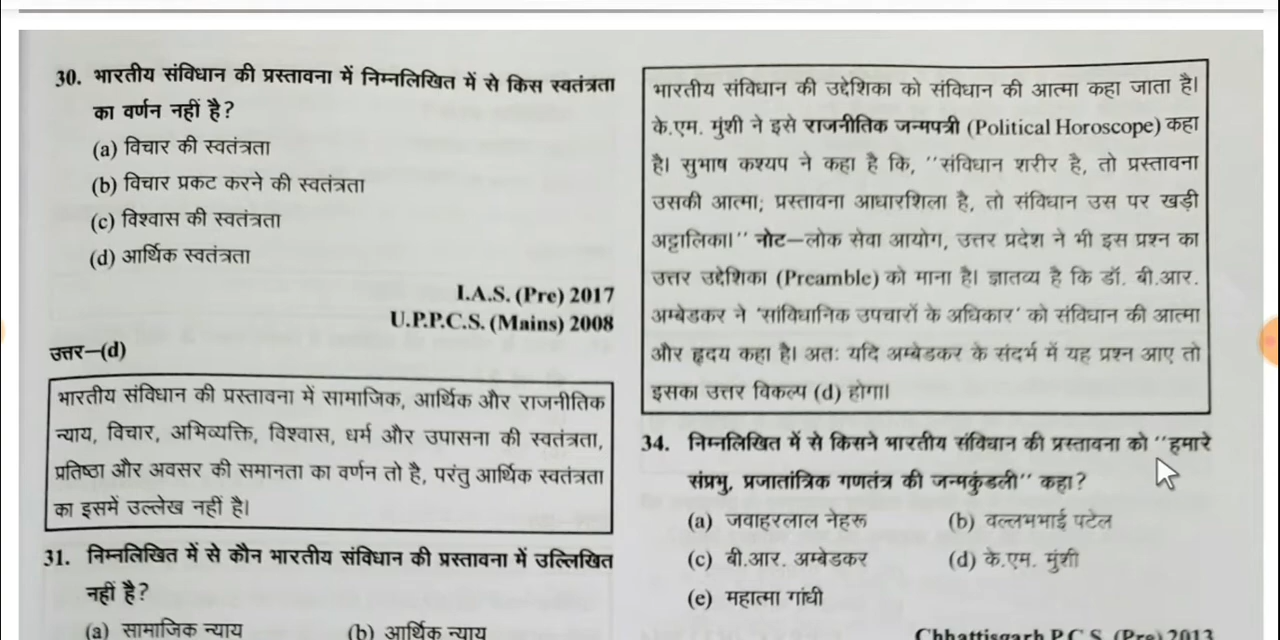 30. भारतीय संविधान की प्रस्तावना में निम्नलिखित में से किस स्वतंत्रता
का वर्णन नहीं है?
(a) विचार की स्वतंत्रता
(b) विचार प्रकट करने की स्वतंत्रता
(c) विश्वास की स्वतंत्रता
(d) आर्थिक स्वतंत्रता
I.A.S. (Pre) 2017
U.P.P.C.S. (Mains) 2008
उत्तर—(d)
भारतीय संविधान की प्रस्तावना में सामाजिक, आर्थिक और राजनीतिक
न्याय, विचार, अभिव्यक्ति, विश्वास, धर्म और उपासना की स्वतंत्रता,
प्रतिष्ठा और अवसर की समानता का वर्णन तो है, परंतु आर्थिक स्वतंत्रता
का इसमें उल्लेख नहीं है।
31. निम्नलिखित में से कौन भारतीय संविधान की प्रस्तावना में उल्लिखित
नहीं है?
(a) सामाजिक न्याय (b) आर्थिक न्याय
भारतीय संविधान की उद्देशिका को संविधान की आत्मा कहा जाता है।
के.एम. मुंशी ने इसे राजनीतिक जन्मपत्री (Political Horoscope) कहा
है। सुभाष कश्यप ने कहा है कि, ''संविधान शरीर है, तो प्रस्तावना
उसकी आत्मा; प्रस्तावना आधारशिला है, तो संविधान उस पर खड़ी
अट्टालिका।'' नोट—लोक सेवा आयोग, उत्तर प्रदेश ने भी इस प्रश्न का
उत्तर उद्देशिका (Preamble) को माना है। ज्ञातव्य है कि डॉ. बी.आर.
अम्बेडकर ने 'सांविधानिक उपचारों के अधिकार' को संविधान की आत्मा
और हृदय कहा है। अतः यदि अम्बेडकर के संदर्भ में यह प्रश्न आए तो
इसका उत्तर विकल्प (d) होगा।
34. निम्नलिखित में से किसने भारतीय संविधान की प्रस्तावना को ''हमारे
संप्रभु, प्रजातांत्रिक गणतंत्र की जन्मकुंडली'' कहा?
(a) जवाहरलाल नेहरू (b) वल्लभभाई पटेल
(c) बी.आर. अम्बेडकर (d) के.एम. मुंशी
(e) महात्मा गांधी
Chhattisgarh P.C.S. (Pre) 2013